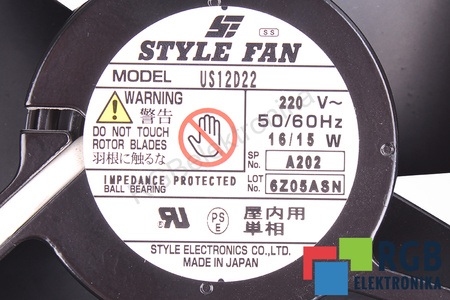 SE
SS
STYLE FAN
MODEL US12D22
WARNING
警告
DO NOT TOUCH
ROTOR BLADES
羽根に触るな
220 V~
50/60Hz
16/15 W
SP No. A202
LOT No. 6Z05ASN
IMPEDANCE PROTECTED
BALL BEARING
PS
E
屋内用
単相
STYLE ELECTRONICS CO.,LTD.
MADE IN JAPAN
RGB
ELEKTRONIKA